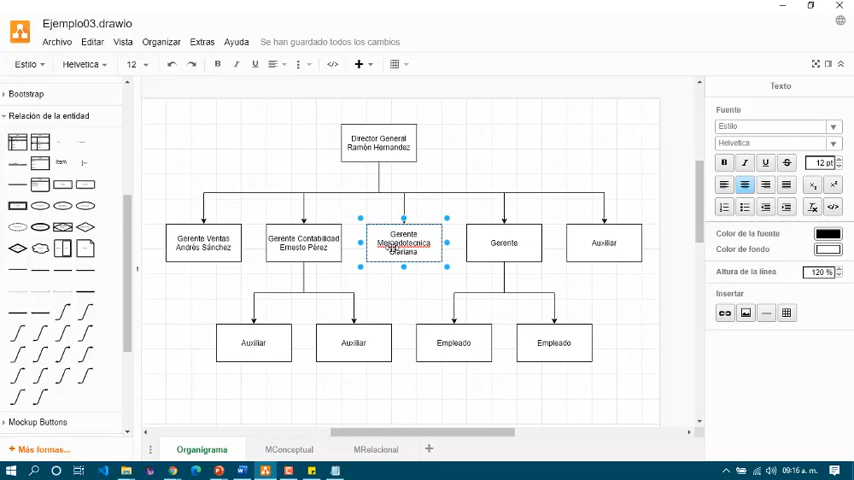 Ejemplo03.drawio
Archivo Editar Vista Organizar Extras Ayuda Se han guardado todos los cambios
Estilo Helvetica 12 B I U </>
Bootstrap
Relación de la entidad
Item
Mockup Buttons
+ Más formas...
Director General
Ramón Hernandez
Gerente Ventas
Andrés Sánchez
Gerente Contabilidad
Ernesto Pérez
Gerente
Mercadotecnica
Gerente
Auxiliar
Auxiliar
Auxiliar
Empleado
Empleado
Organigrama MConceptual MRelacional
Texto
Fuente
Estilo
Helvetica
B I U S 12 pt
Color de la fuente
Color de fondo
Altura de la línea 120 %
Insertar
09:16 a. m.